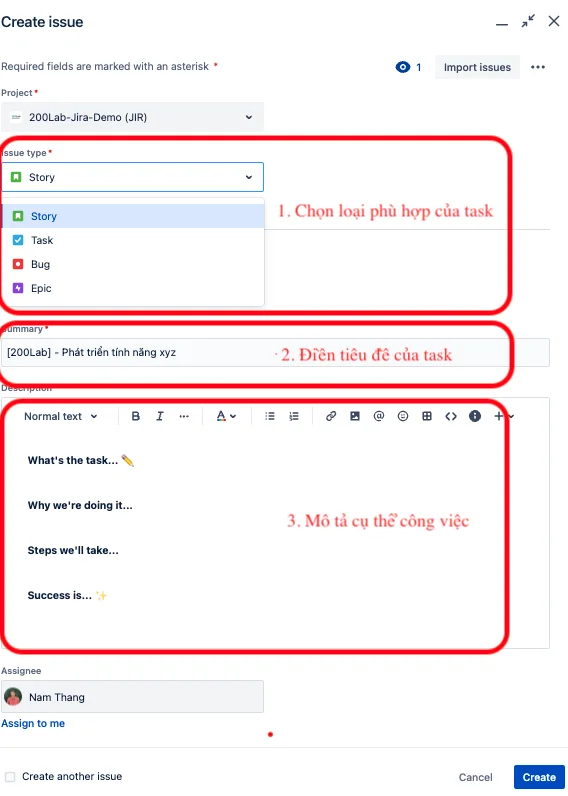 Create issue
Required fields are marked with an asterisk *
1
Import issues
Project *
200Lab-Jira-Demo (JIR)
Issue type *
Story
1. Chọn loại phù hợp của task
Story
Task
Bug
Epic
Summary *
[200Lab] - Phát triển tính năng xyz
2. Điền tiêu đề của task
Description
Normal text
B I ... A
What's the task... ✏️
Why we're doing it...
3. Mô tả cụ thể công việc
Steps we'll take...
Success is... ✨
Assignee
Nam Thang
Assign to me
Create another issue
Cancel
Create